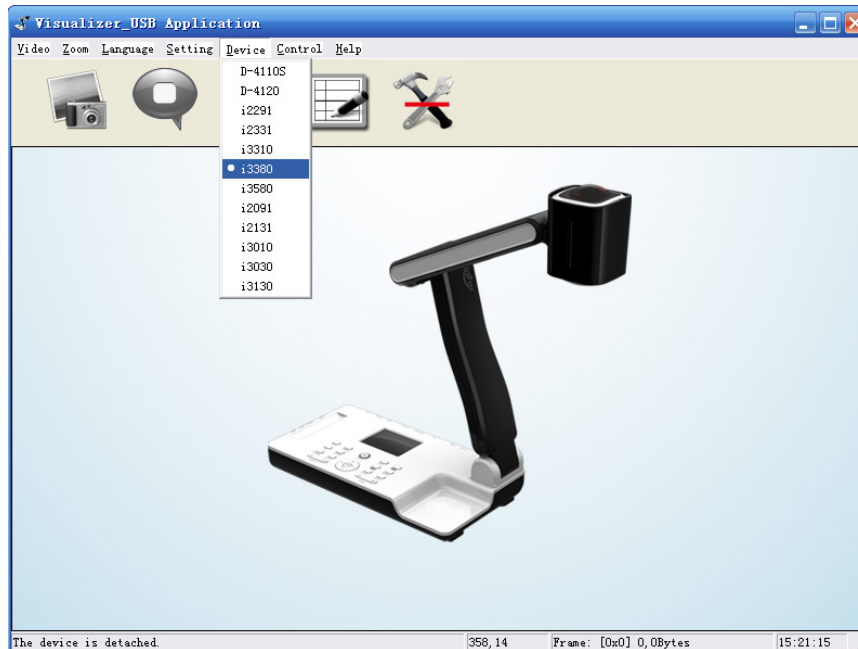 Visualizer_USB Application
Video Zoom Language Setting Device Control Help
D-4110S
D-4120
i2291
i2331
i3310
i3380
i3580
i2091
i2131
i3010
i3030
i3130
The device is detached. 358,14 Frame: [0x0] 0,0Bytes 15:21:15